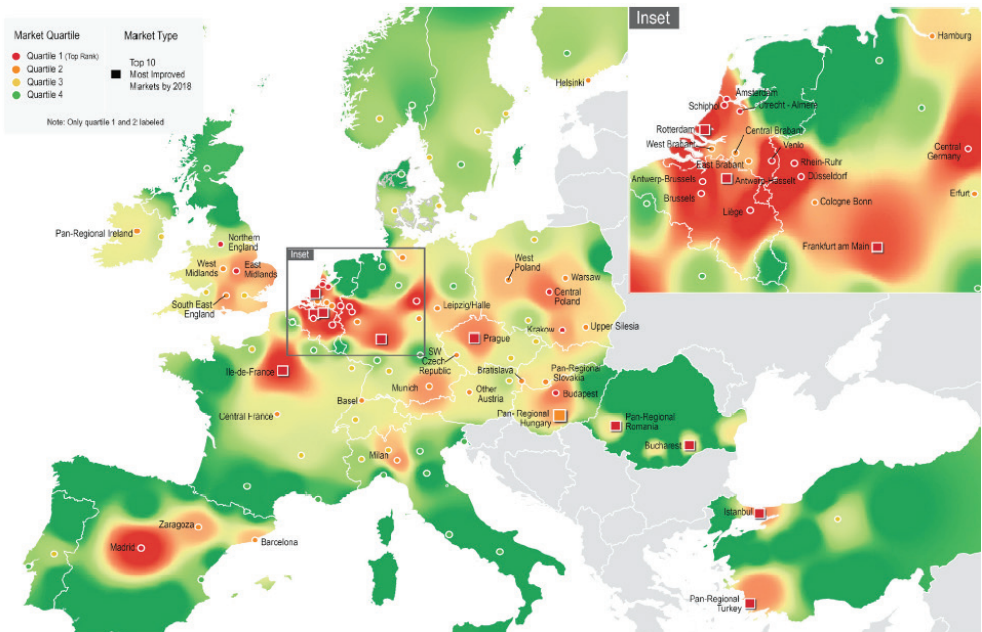 Market Quartile
Quartile 1 (Top Rank)
Quartile 2
Quartile 3
Quartile 4
Market Type
Top 10
Most Improved
Markets by 2018
Note: Only quartile 1 and 2 labeled
Helsinki
Pan-Regional Ireland
Northern
England
West
Midlands
East
Midlands
South East
England
Inset
West
Poland
Warsaw
Central
Poland
Leipzig/Halle
Krakow
Upper Silesia
Prague
SW
Czech
Republic
Ile-de-France
Bratislava
Pan-Regional
Slovakia
Munich
Other
Austria
Budapest
Basel
Central France
Pan-Regional
Hungary
Pan-Regional
Romania
Bucharest
Milan
Zaragoza
Madrid
Barcelona
Istanbul
Pan-Regional
Turkey
Inset
Hamburg
Amsterdam
Schiphol
Utrecht - Almere
Rotterdam
Central Brabant
West Brabant
Venlo
East Brabant
Rhein-Ruhr
Central
Germany
Antwerp-Brussels
Antwerp-Hasselt
Düsseldorf
Brussels
Erfurt
Cologne Bonn
Liège
Frankfurt am Main